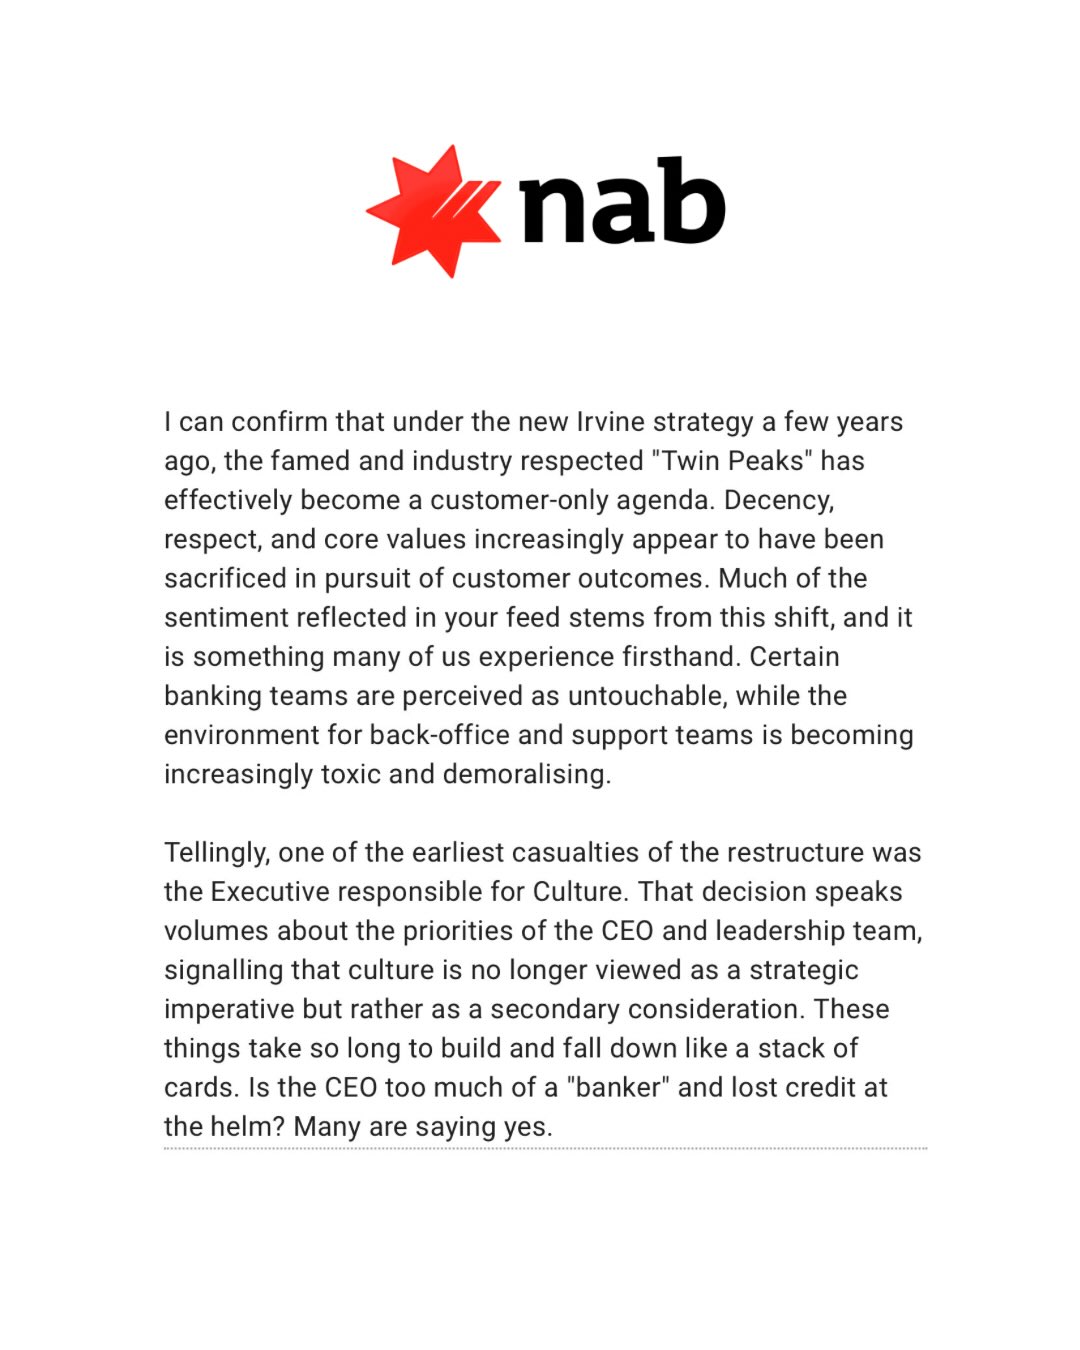 nab
I can confirm that under the new Irvine strategy a few years
ago, the famed and industry respected "Twin Peaks" has
effectively become a customer-only agenda. Decency,
respect, and core values increasingly appear to have been
sacrificed in pursuit of customer outcomes. Much of the
sentiment reflected in your feed stems from this shift, and it
is something many of us experience firsthand. Certain
banking teams are perceived as untouchable, while the
environment for back-office and support teams is becoming
increasingly toxic and demoralising.
Tellingly, one of the earliest casualties of the restructure was
the Executive responsible for Culture. That decision speaks
volumes about the priorities of the CEO and leadership team,
signalling that culture is no longer viewed as a strategic
imperative but rather as a secondary consideration. These
things take so long to build and fall down like a stack of
cards. Is the CEO too much of a "banker" and lost credit at
the helm? Many are saying yes.